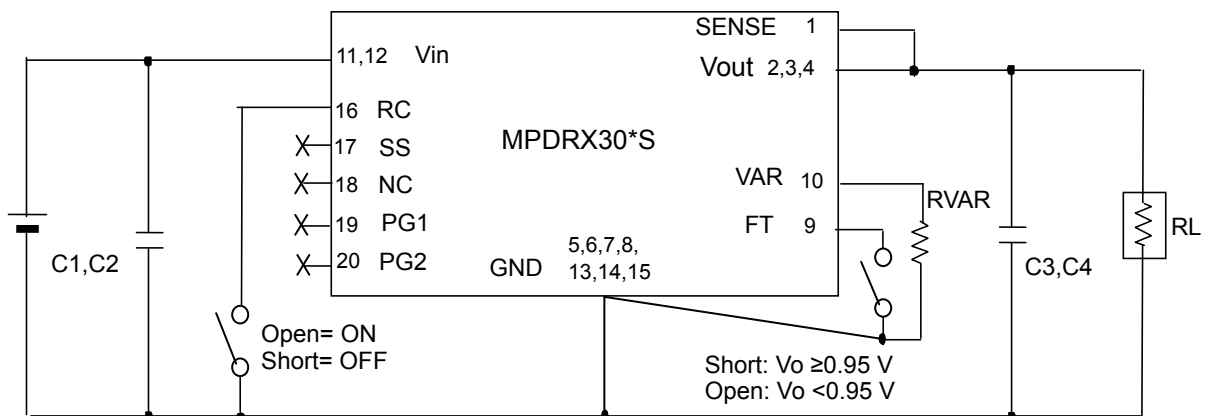 SENSE 1
11,12 Vin
Vout 2,3,4
16 RC
17 SS
MPDRX30*S
18 NC
VAR 10
RVAR
19 PG1
FT 9
RL
20 PG2
GND
5,6,7,8,
13,14,15
C1,C2
C3,C4
Open= ON
Short= OFF
Short: Vo ≥0.95 V
Open: Vo <0.95 V